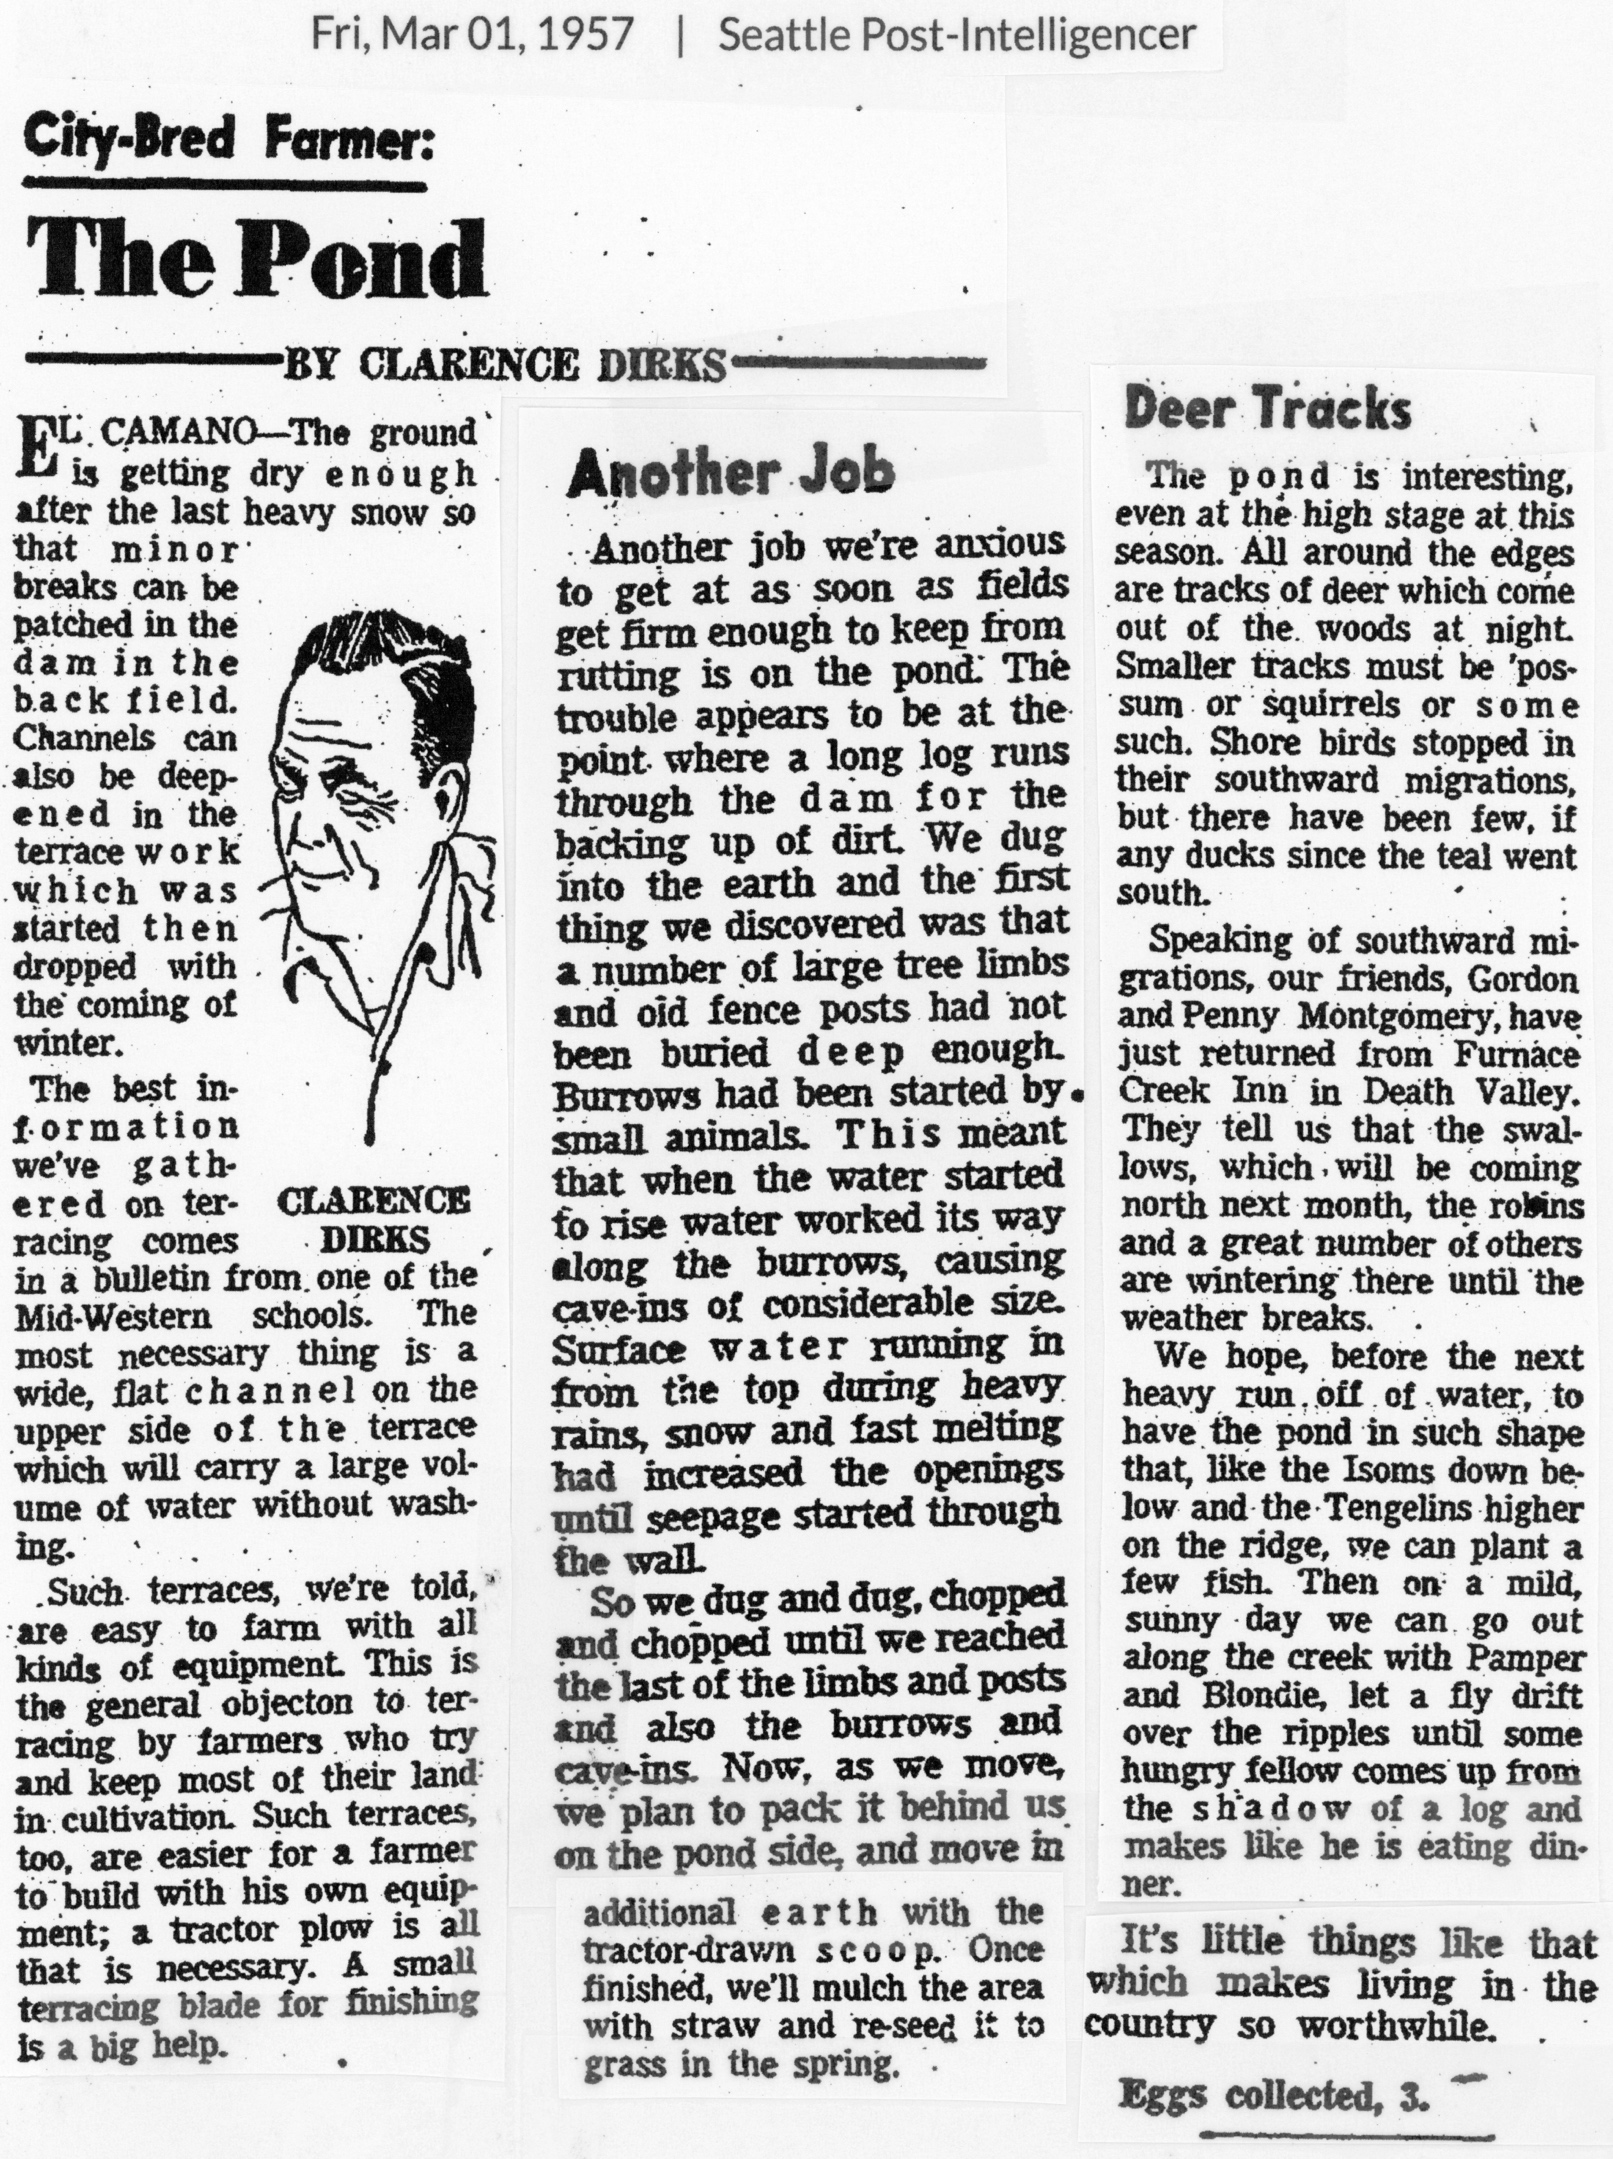 Fri, Mar 01, 1957 | Seattle Post-Intelligencer
City-Bred Farmer:
The Pond
BY CLARENCE DIRKS
EL CAMANO—The ground
is getting dry enough
after the last heavy snow so
that minor
breaks can be
patched in the
dam in the
back field.
Channels can
also be deep-
ened in the
terrace work
which was
started then
dropped with
the coming of
winter.
The best in-
formation
we've gath-
ered on ter-
racing comes
in a bulletin from one of the
Mid-Western schools. The
most necessary thing is a
wide, flat channel on the
upper side of the terrace
which will carry a large vol-
ume of water without wash-
ing.
Such terraces, we're told,
are easy to farm with all
kinds of equipment. This is
the general objecton to ter-
racing by farmers who try
and keep most of their land
in cultivation. Such terraces,
too, are easier for a farmer
to build with his own equip-
ment; a tractor plow is all
that is necessary. A small
terracing blade for finishing
is a big help.
CLARENCE
DIRKS
Another Job
Another job we're anxious
to get at as soon as fields
get firm enough to keep from
rutting is on the pond. The
trouble appears to be at the
point where a long log runs
through the dam for the
backing up of dirt. We dug
into the earth and the first
thing we discovered was that
a number of large tree limbs
and old fence posts had not
been buried deep enough.
Burrows had been started by
small animals. This meant
that when the water started
to rise water worked its way
along the burrows, causing
cave-ins of considerable size.
Surface water running in
from the top during heavy
rains, snow and fast melting
had increased the openings
until seepage started through
the wall.
So we dug and dug, chopped
and chopped until we reached
the last of the limbs and posts
and also the burrows and
cave-ins. Now, as we move,
we plan to pack it behind us
on the pond side, and move in
additional earth with the
tractor-drawn scoop. Once
finished, we'll mulch the area
with straw and re-seed it to
grass in the spring.
Deer Tracks
The pond is interesting,
even at the high stage at this
season. All around the edges
are tracks of deer which come
out of the woods at night.
Smaller tracks must be 'pos-
sum or squirrels or some
such. Shore birds stopped in
their southward migrations,
but there have been few, if
any ducks since the teal went
south.
Speaking of southward mi-
grations, our friends, Gordon
and Penny Montgomery, have
just returned from Furnace
Creek Inn in Death Valley.
They tell us that the swal-
lows, which will be coming
north next month, the robins
and a great number of others
are wintering there until the
weather breaks.
We hope, before the next
heavy run off of water, to
have the pond in such shape
that, like the Isoms down be-
low and the Tengelins higher
on the ridge, we can plant a
few fish. Then on a mild,
sunny day we can go out
along the creek with Pamper
and Blondie, let a fly drift
over the ripples until some
hungry fellow comes up from
the shadow of a log and
makes like he is eating din-
ner.
It's little things like that
which makes living in the
country so worthwhile.
Eggs collected, 3.